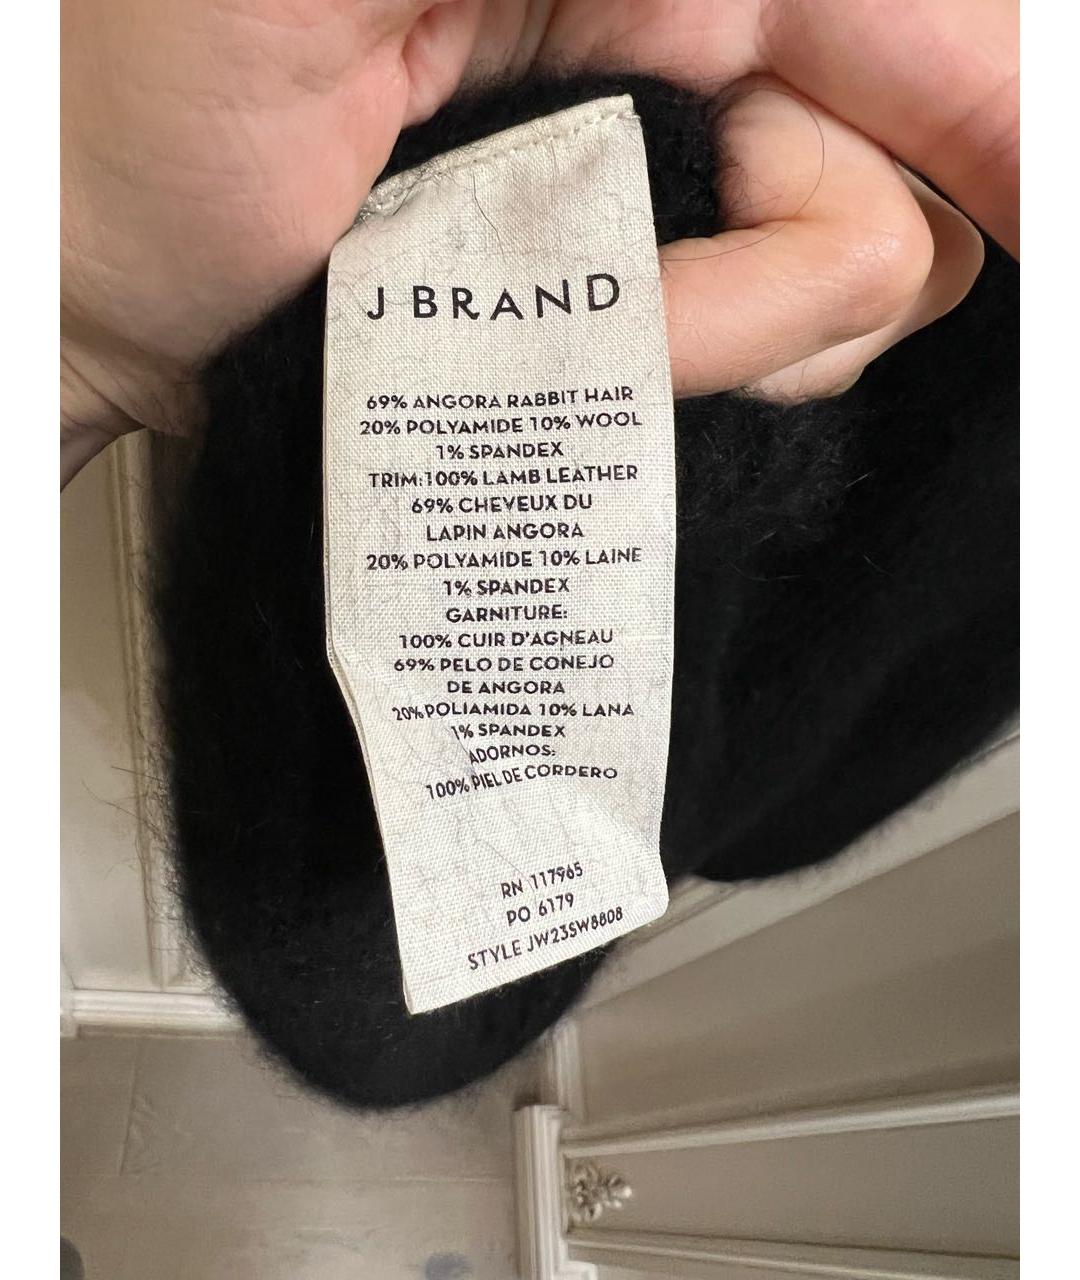 J BRAND
69% ANGORA RABBIT HAIR
20% POLYAMIDE 10% WOOL
1% SPANDEX
TRIM:100% LAMB LEATHER
69% CHEVEUX DU
LAPIN ANGORA
20% POLYAMIDE 10% LAINE
1% SPANDEX
GARNITURE:
100% CUIR D'AGNEAU
69% PELO DE CONEJO
DE ANGORA
20% POLIAMIDA 10% LANA
1% SPANDEX
ADORNOS:
100% PIEL DE CORDERO
RN 117965
PO 6179
STYLE JW23SW8808